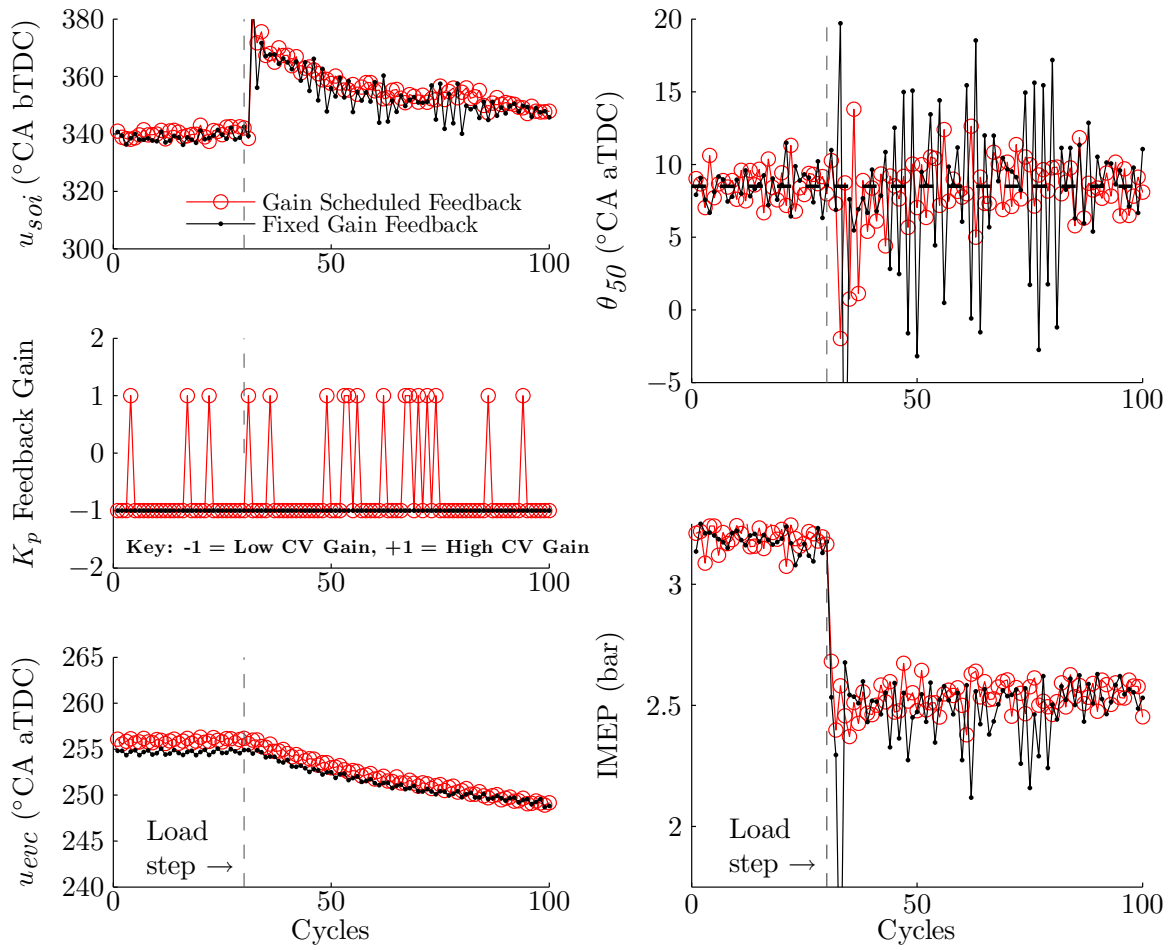 u_soi (°CA bTDC)
380
360
340
320
300
Gain Scheduled Feedback
Fixed Gain Feedback
0
50
100
K_p Feedback Gain
2
1
0
−1
−2
Key: -1 = Low CV Gain, +1 = High CV Gain
0
50
100
u_evc (°CA aTDC)
265
260
255
250
245
240
Load
step →
0
50
100
Cycles
θ_50 (°CA aTDC)
20
15
10
5
0
−5
0
50
100
IMEP (bar)
3
2.5
2
Load
step →
0
50
100
Cycles